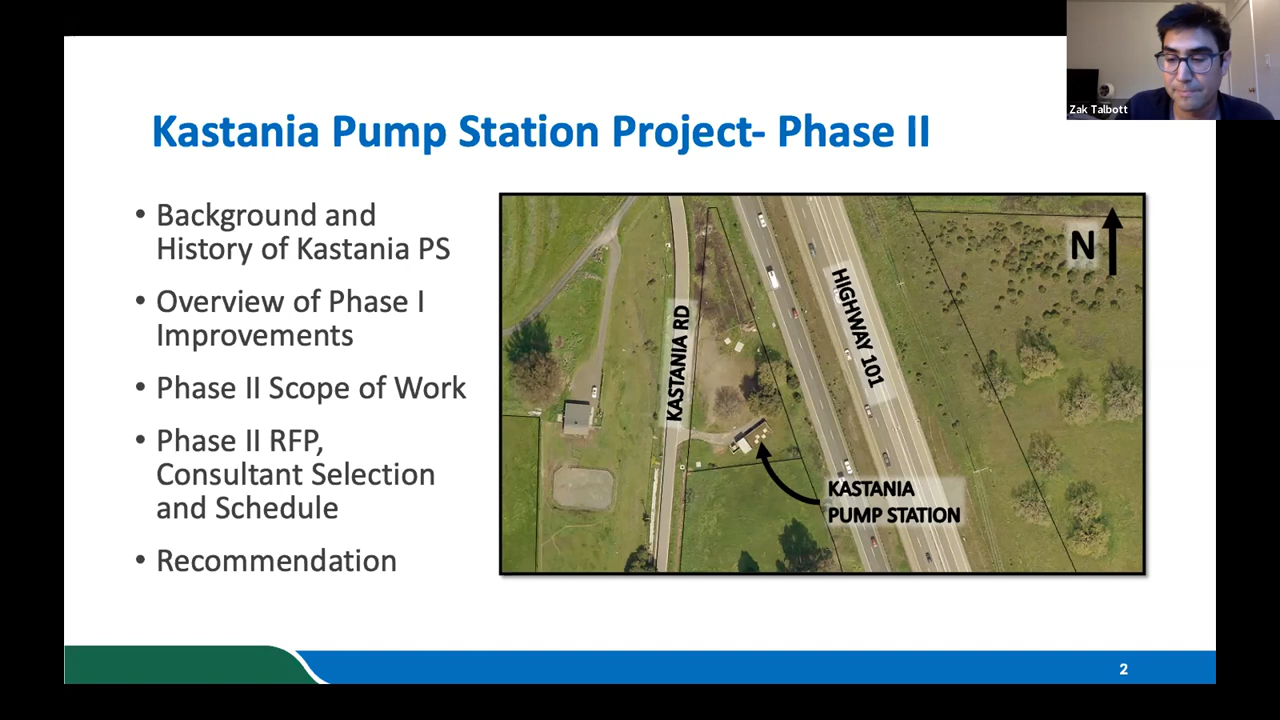 Zak Talbott
Kastania Pump Station Project- Phase II
• Background and
History of Kastania PS
• Overview of Phase I
Improvements
• Phase II Scope of Work
• Phase II RFP,
Consultant Selection
and Schedule
• Recommendation
N
KASTANIA RD
HIGHWAY 101
KASTANIA
PUMP STATION
2